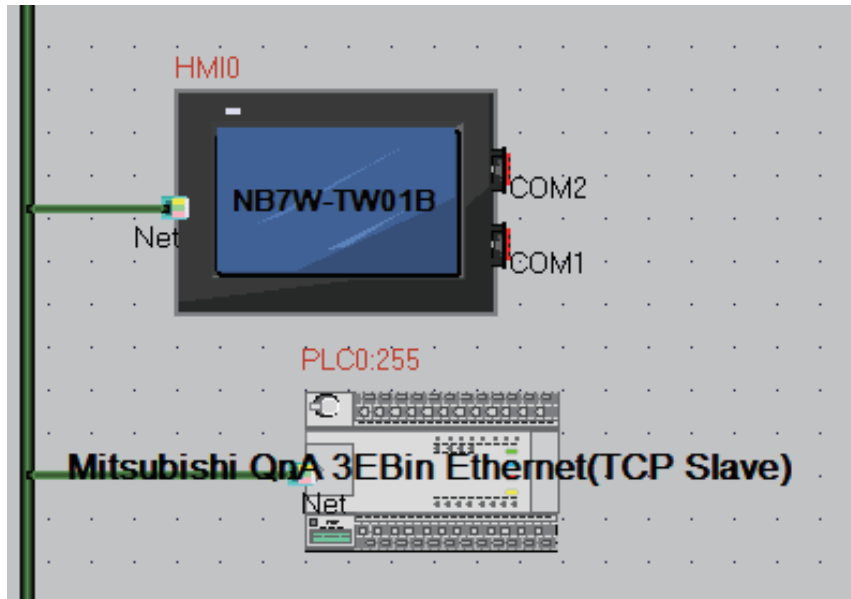 HMI0
NB7W-TW01B
COM2
Net
COM1
PLC0:255
Mitsubishi QnA 3EBin Ethernet(TCP Slave)
Net